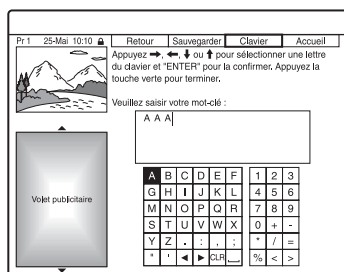 Pr 1 25-Mai 10:10 Retour Sauvegarder Clavier Accueil
Appuyez ➔, ←, ↓ ou ↑ pour sélectionner une lettre
du clavier et "ENTER" pour la confirmer. Appuyez la
touche verte pour terminer.
Veuillez saisir votre mot-clé :
A A A
Volet publicitaire
A B C D E F 1 2 3
G H I J K L 4 5 6
M N O P Q R 7 8 9
S T U V W X 0 + -
Y Z . : , ; * / =
" ' ◀ ▶ CLR ⎵ % < >